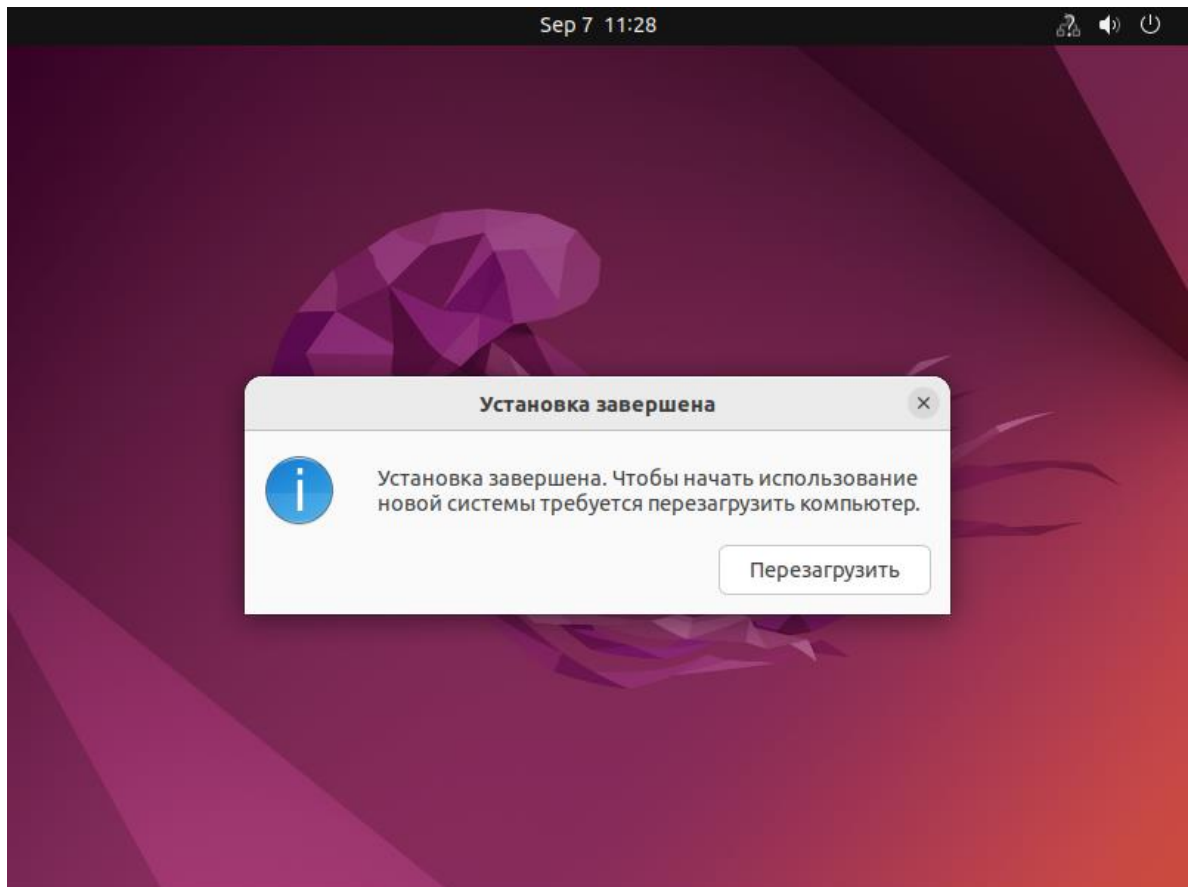 Sep 7 11:28
Установка завершена
Установка завершена. Чтобы начать использование
новой системы требуется перезагрузить компьютер.
Перезагрузить